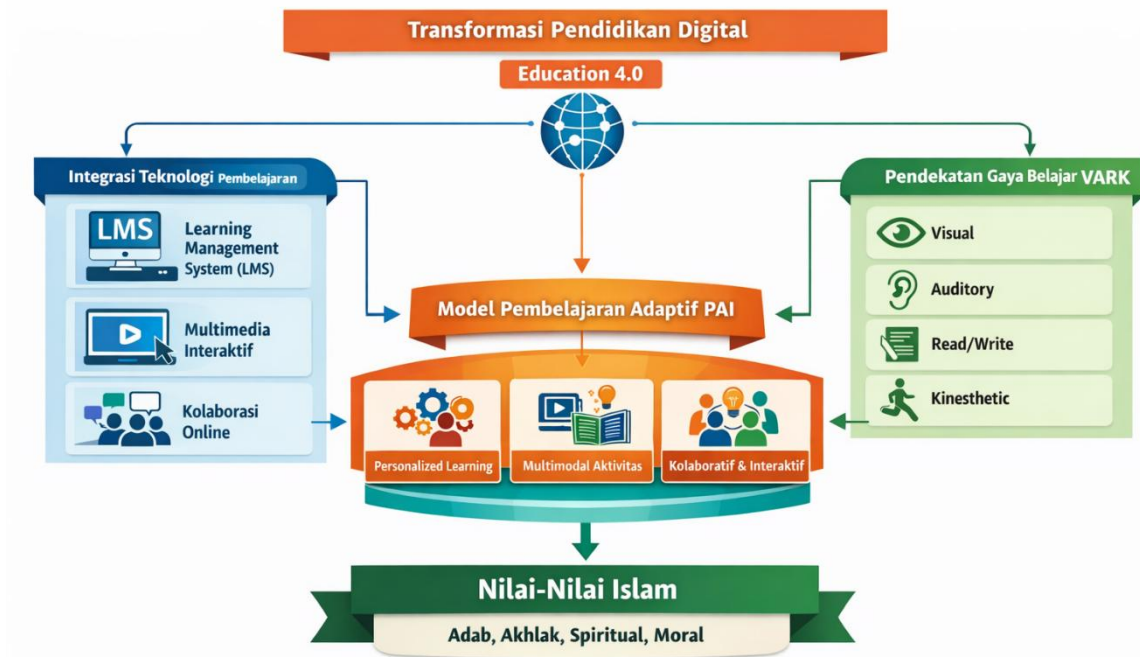 Transformasi Pendidikan Digital
Education 4.0
Integrasi Teknologi Pembelajaran
LMS
Learning
Management
System (LMS)
Multimedia
Interaktif
Kolaborasi
Online
Pendekatan Gaya Belajar VARK
Visual
Auditory
Read/Write
Kinesthetic
Model Pembelajaran Adaptif PAI
Personalized Learning
Multimodal Aktivitas
Kolaboratif & Interaktif
Nilai-Nilai Islam
Adab, Akhlak, Spiritual, Moral